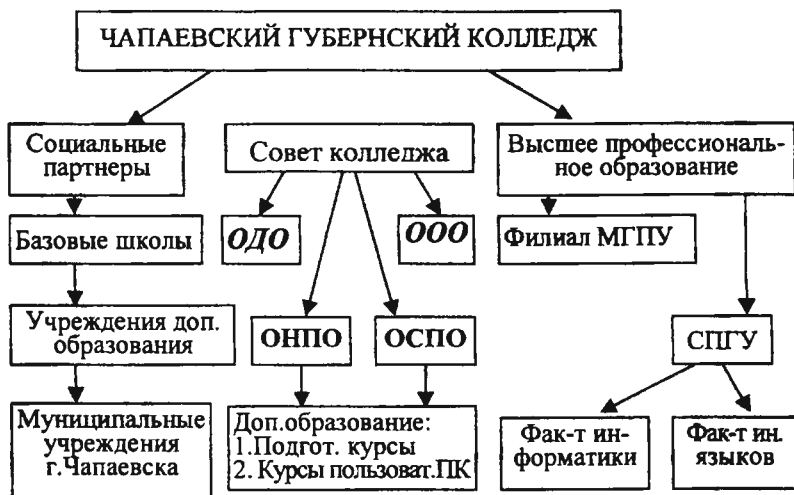 ЧАПАЕВСКИЙ ГУБЕРНСКИЙ КОЛЛЕДЖ
Социальные
партнеры
Совет колледжа
Высшее профессиональ-
ное образование
Базовые школы
ОДО
ООО
Филиал МГПУ
Учреждения доп.
образования
ОНПО
ОСПО
СПГУ
Муниципальные
учреждения
г.Чапаевска
Доп.образование:
1.Подгот. курсы
2. Курсы пользоват.ПК
Фак-т ин-
форматики
Фак-т ин.
языков